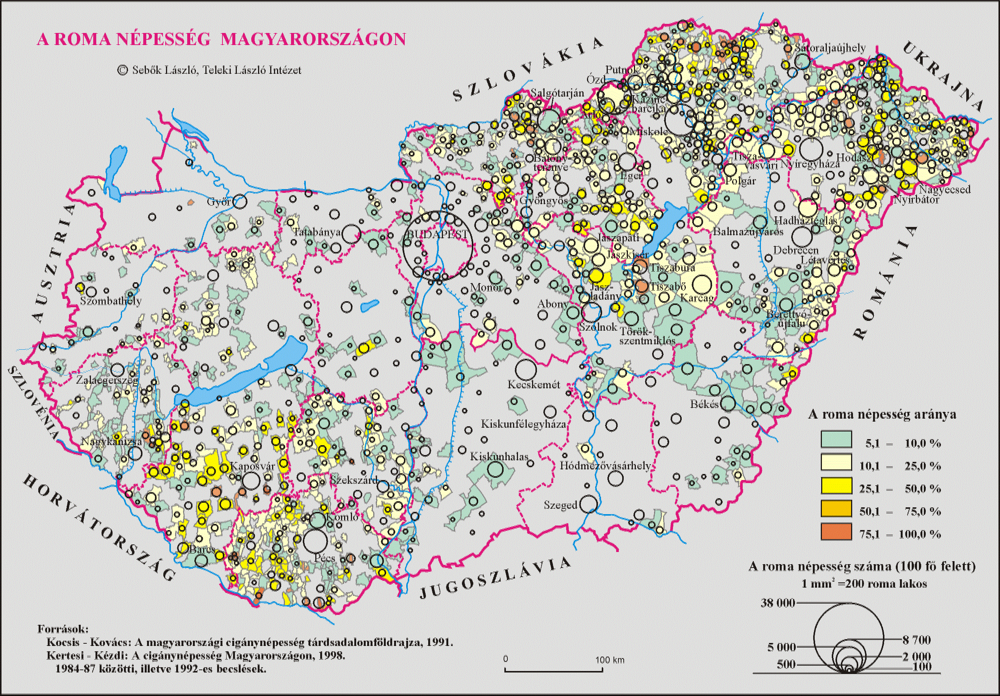 A ROMA NÉPESSÉG MAGYARORSZÁGON
© Sebők László, Teleki László Intézet
SZLOVÁKIA
UKRAJNA
ROMÁNIA
AUSZTRIA
SZLOVÉNIA
HORVÁTORSZÁG
JUGOSZLÁVIA
Sátoraljaújhely
Putnok
Ózd
Salgótarján
Kazinc-
barcika
Arló
Miskolc
Bátony-
terenye
Eger
Tisza-
vasvári
Nyíregyháza
Hodász
Polgár
Nagyecsed
Nyírbátor
Győr
Gyöngyös
Hadháztéglás
Balmazújváros
Tatabánya
BUDAPEST
Jászapáti
Debrecen
Jászkisér
Létavértes
Tiszabura
Monor
Tiszabő
Jász-
ladány
Karcag
Szombathely
Abony
Berettyó-
újfalu
Szolnok
Török-
szentmiklós
Zalaegerszeg
Kecskemét
Békés
Kiskunfélegyháza
Nagykanizsa
Kiskunhalas
Kaposvár
Hódmezővásárhely
Szekszárd
Szeged
Komló
Barcs
Pécs
A roma népesség aránya
5,1 = 10,0 %
10,1 = 25,0 %
25,1 = 50,0 %
50,1 = 75,0 %
75,1 = 100,0 %
A roma népesség száma (100 fő felett)
1 mm² =200 roma lakos
38 000
8 700
5 000
2 000
500
100
Források:
Kocsis - Kovács: A magyarországi cigánynépesség tárdsadalomföldrajza, 1991.
Kertesi - Kézdi: A cigánynépesség Magyarországon, 1998.
1984-87 közötti, illetve 1992-es becslések.
0 100 km